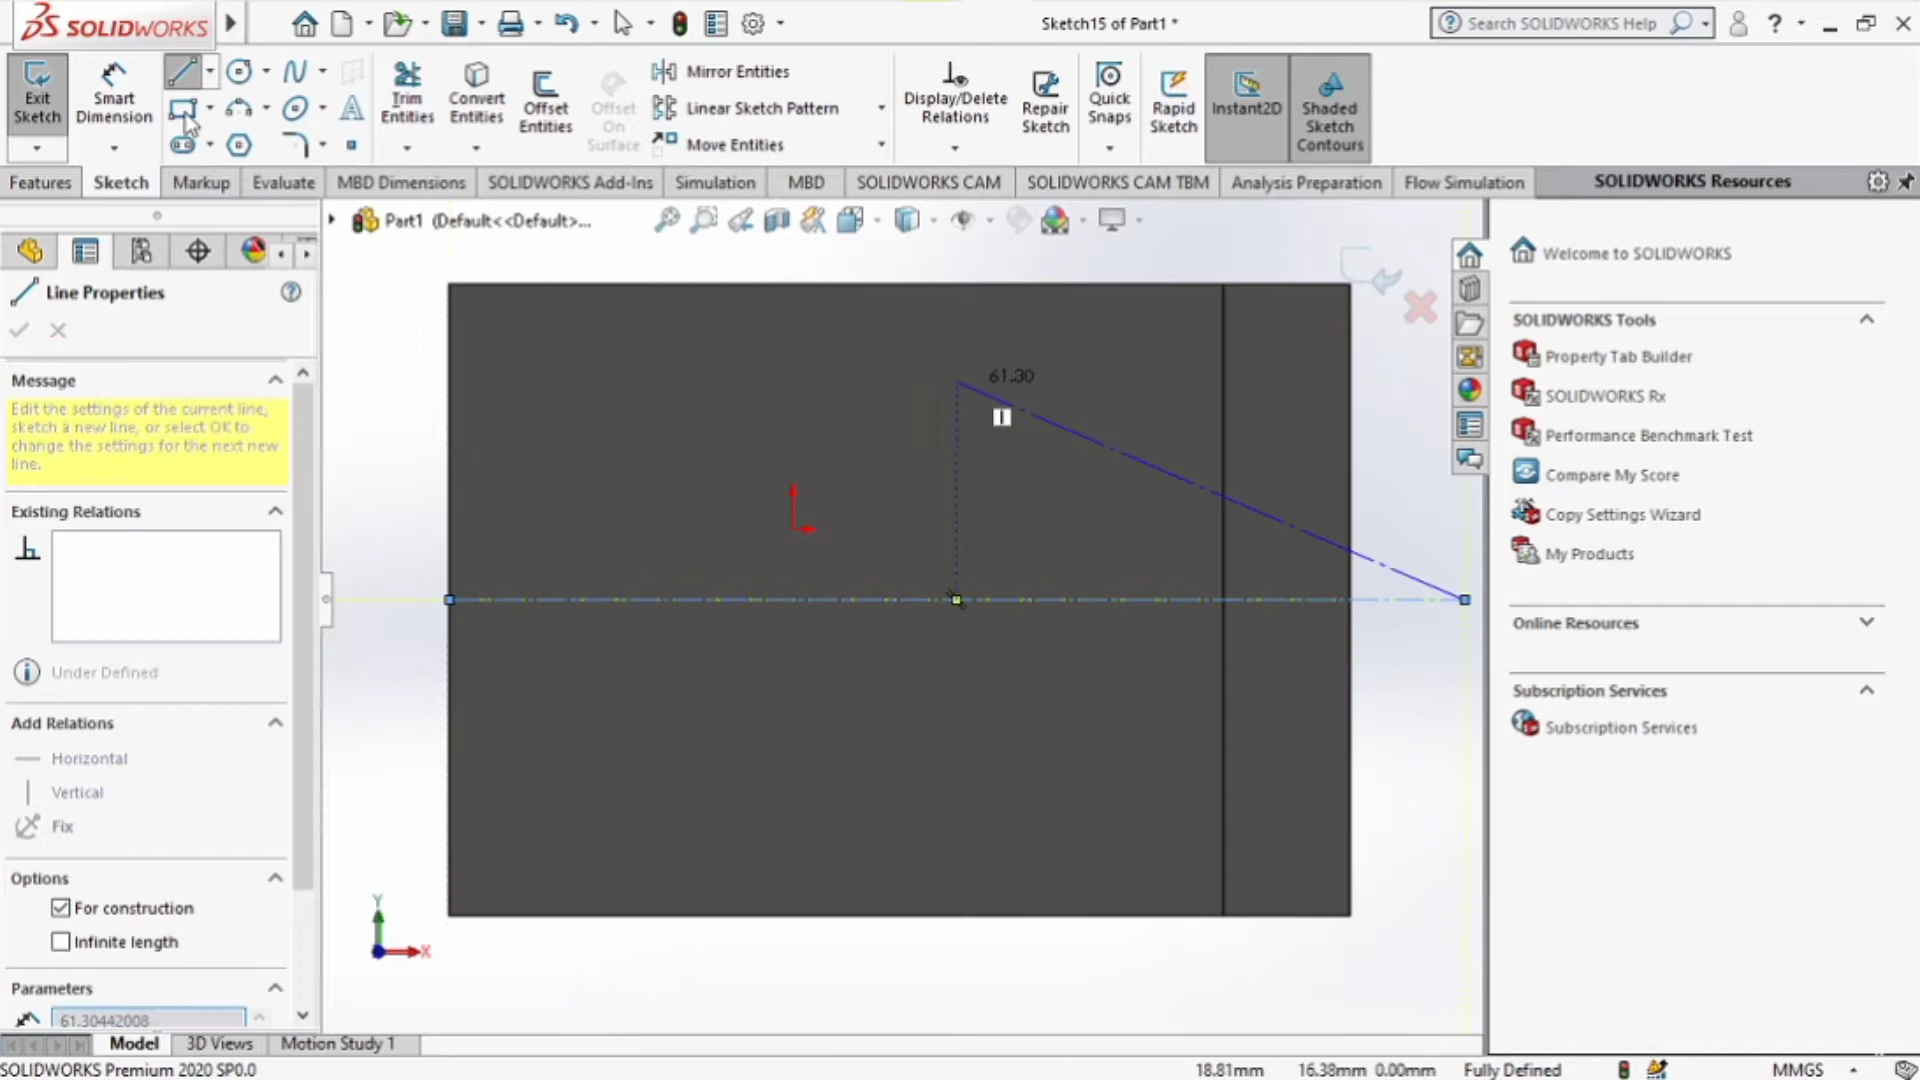 SOLIDWORKS
Sketch15 of Part1 *
Search SOLIDWORKS Help
Exit Sketch
Smart Dimension
Trim Entities
Convert Entities
Offset Entities
Offset On Surface
Mirror Entities
Linear Sketch Pattern
Move Entities
Display/Delete Relations
Repair Sketch
Quick Snaps
Rapid Sketch
Instant2D
Shaded Sketch Contours
Features
Sketch
Markup
Evaluate
MBD Dimensions
SOLIDWORKS Add-Ins
Simulation
MBD
SOLIDWORKS CAM
SOLIDWORKS CAM TBM
Analysis Preparation
Flow Simulation
SOLIDWORKS Resources
Part1 (Default<<Default>...
Line Properties
Message
Edit the settings of the current line,
sketch a new line, or select OK to
change the settings for the next new
line.
Existing Relations
Under Defined
Add Relations
Horizontal
Vertical
Fix
Options
For construction
Infinite length
Parameters
61.30442008
61.30
Y
X
Welcome to SOLIDWORKS
SOLIDWORKS Tools
Property Tab Builder
SOLIDWORKS Rx
Performance Benchmark Test
Compare My Score
Copy Settings Wizard
My Products
Online Resources
Subscription Services
Subscription Services
Model
3D Views
Motion Study 1
SOLIDWORKS Premium 2020 SP0.0
18.81mm
16.38mm
0.00mm
Fully Defined
MMGS